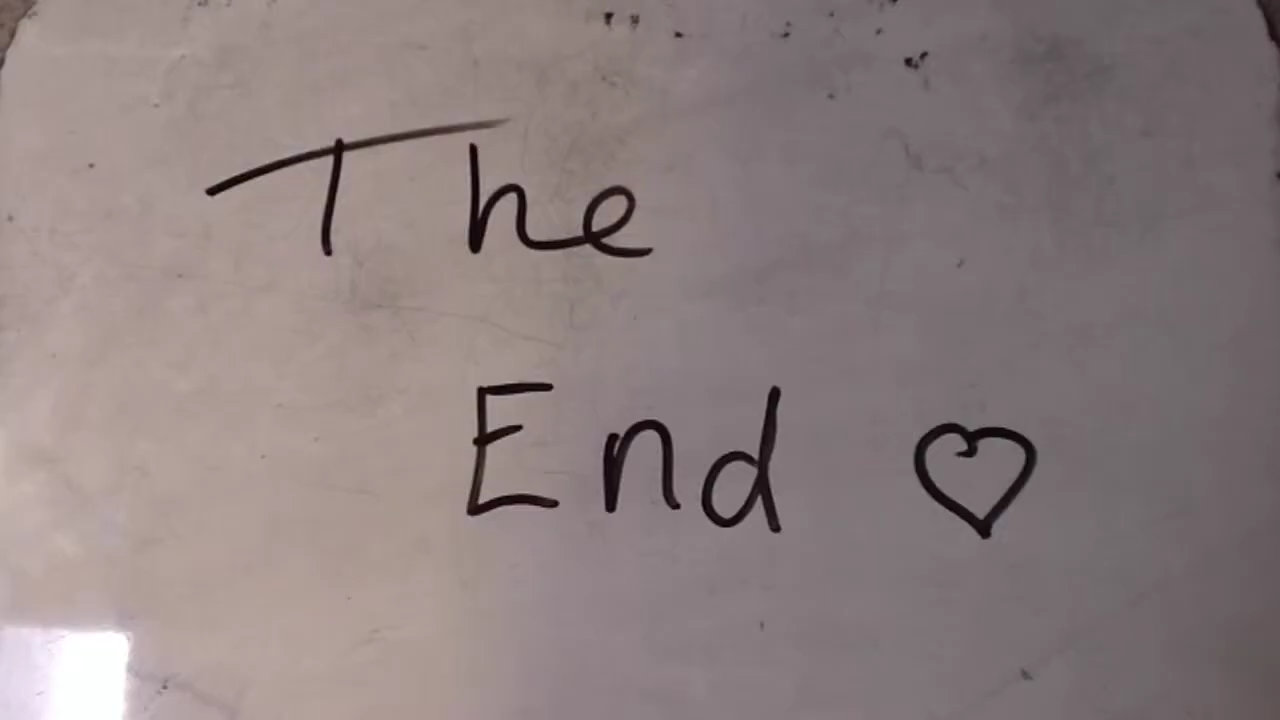 The
End ♡